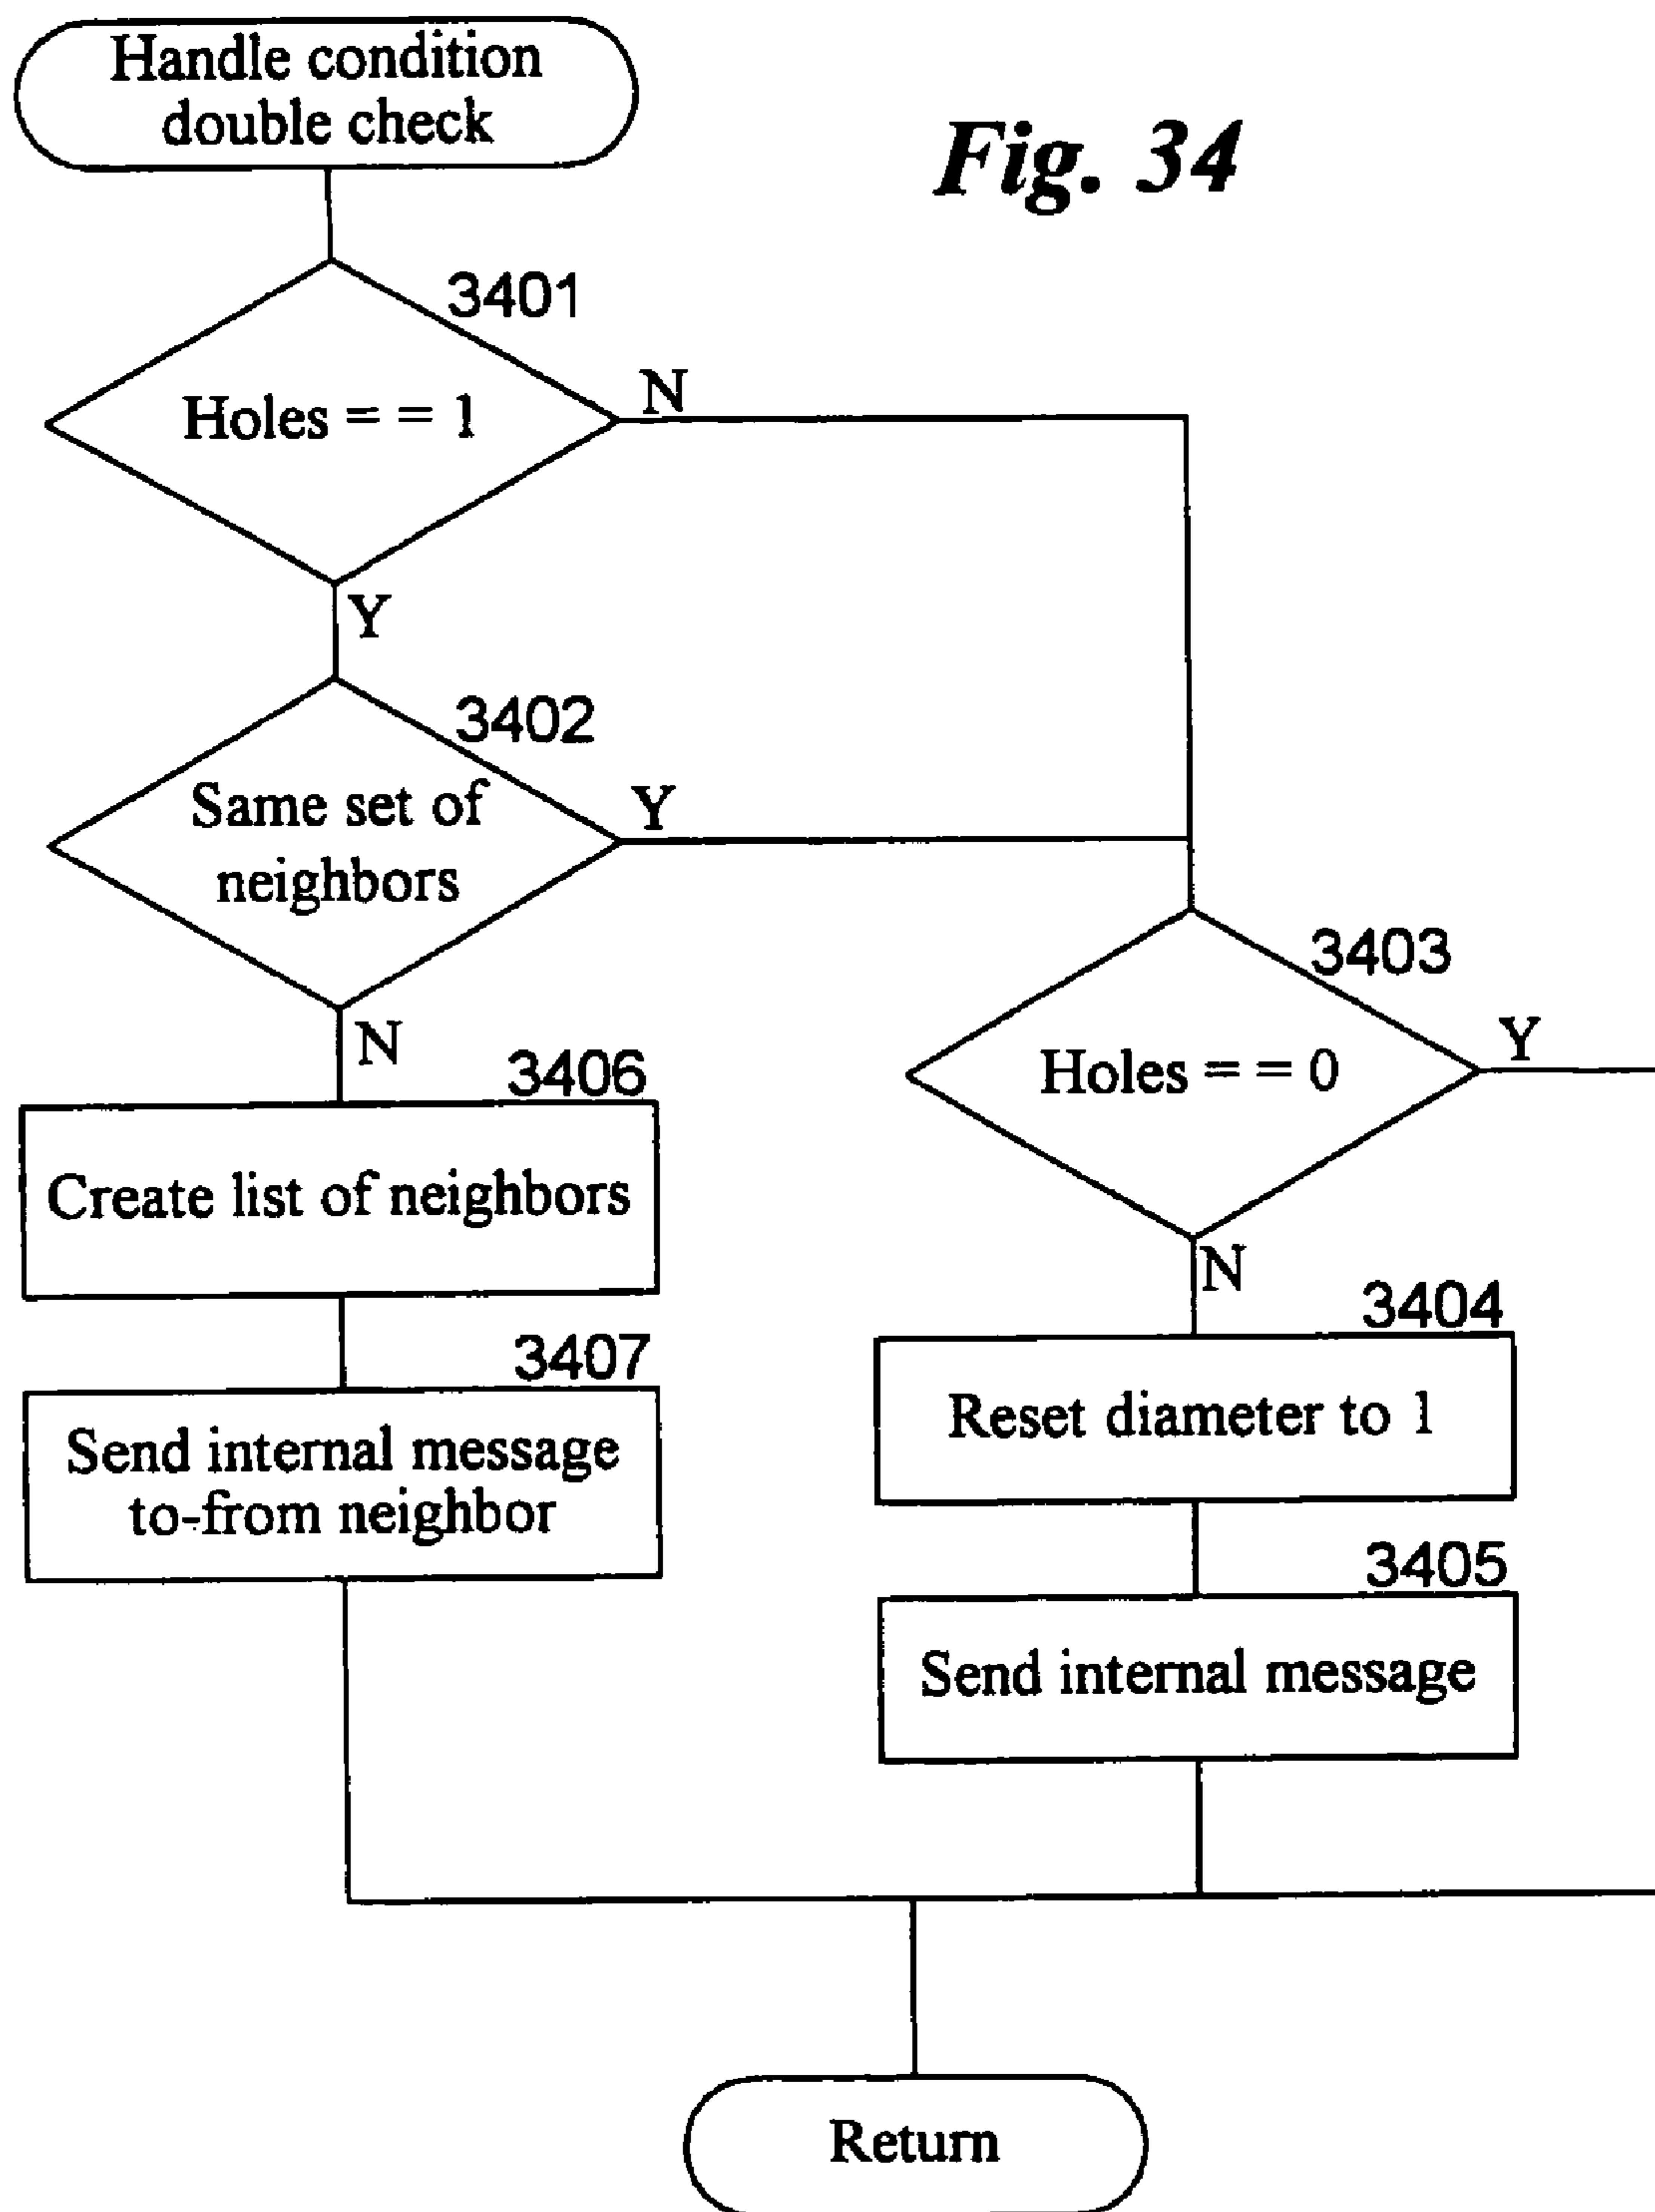 Handle condition
double check
Fig. 34
3401
Holes = = 1
N
Y
3402
Same set of
neighbors
Y
N
3403
Holes = = 0
Y
N
3406
Create list of neighbors
3407
Send internal message
to-from neighbor
3404
Reset diameter to 1
3405
Send internal message
Return